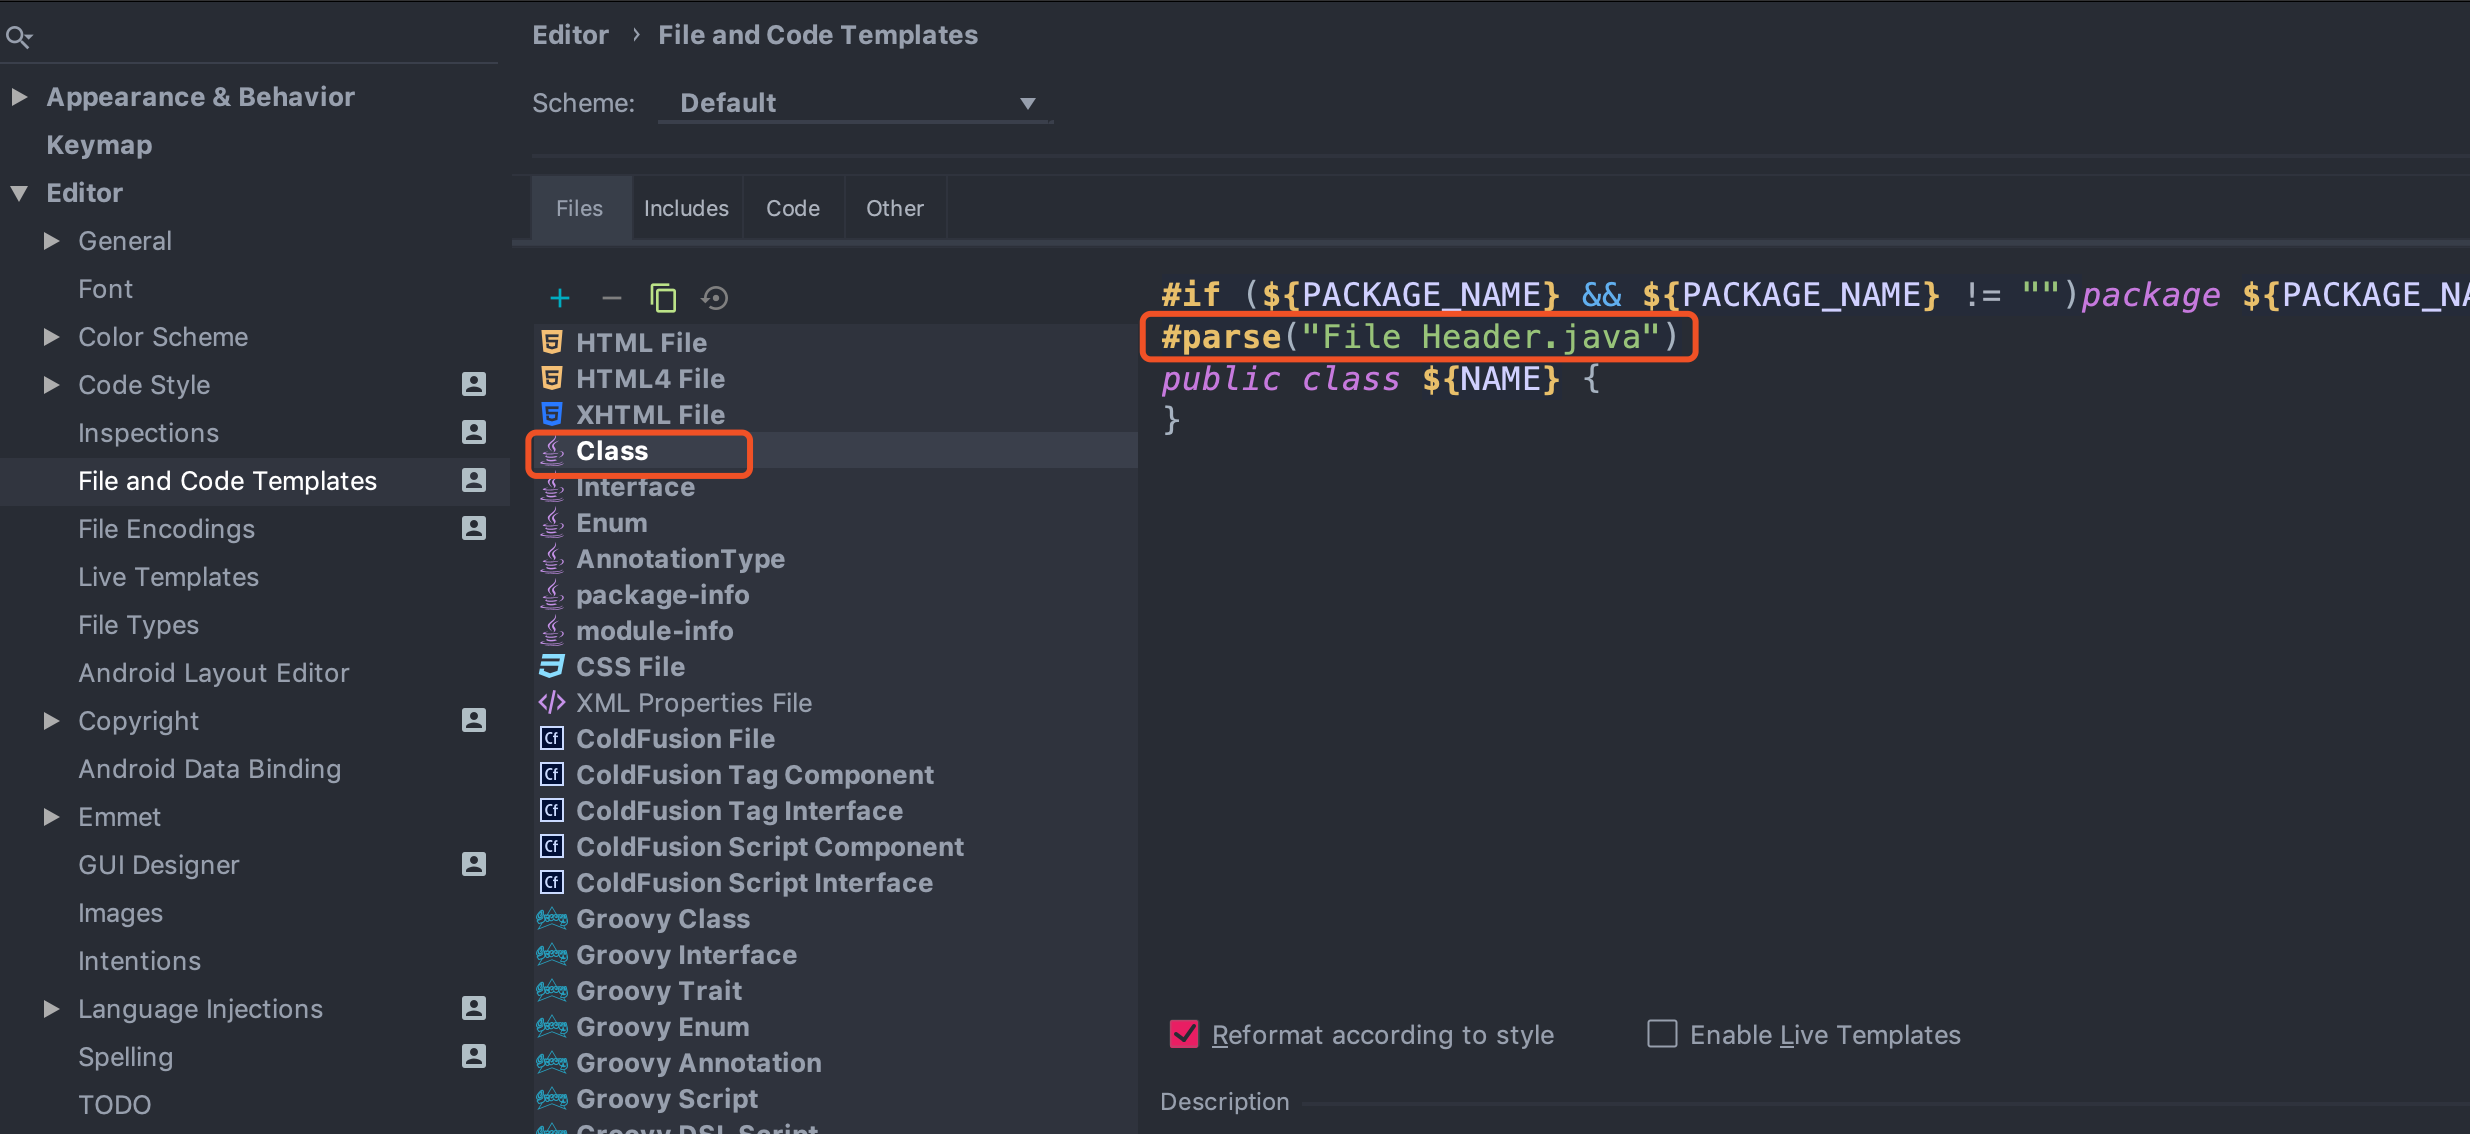 Editor › File and Code Templates
Scheme: Default
Appearance & Behavior
Keymap
Editor
General
Font
Color Scheme
Code Style
Inspections
File and Code Templates
File Encodings
Live Templates
File Types
Android Layout Editor
Copyright
Android Data Binding
Emmet
GUI Designer
Images
Intentions
Language Injections
Spelling
TODO
Files Includes Code Other
HTML File
HTML4 File
XHTML File
Class
Interface
Enum
AnnotationType
package-info
module-info
CSS File
XML Properties File
ColdFusion File
ColdFusion Tag Component
ColdFusion Tag Interface
ColdFusion Script Component
ColdFusion Script Interface
Groovy Class
Groovy Interface
Groovy Trait
Groovy Enum
Groovy Annotation
Groovy Script
Groovy DSL Script
#if (${PACKAGE_NAME} && ${PACKAGE_NAME} != "")package ${PACKAGE_NA
#parse("File Header.java")
public class ${NAME} {
}
Reformat according to style Enable Live Templates
Description